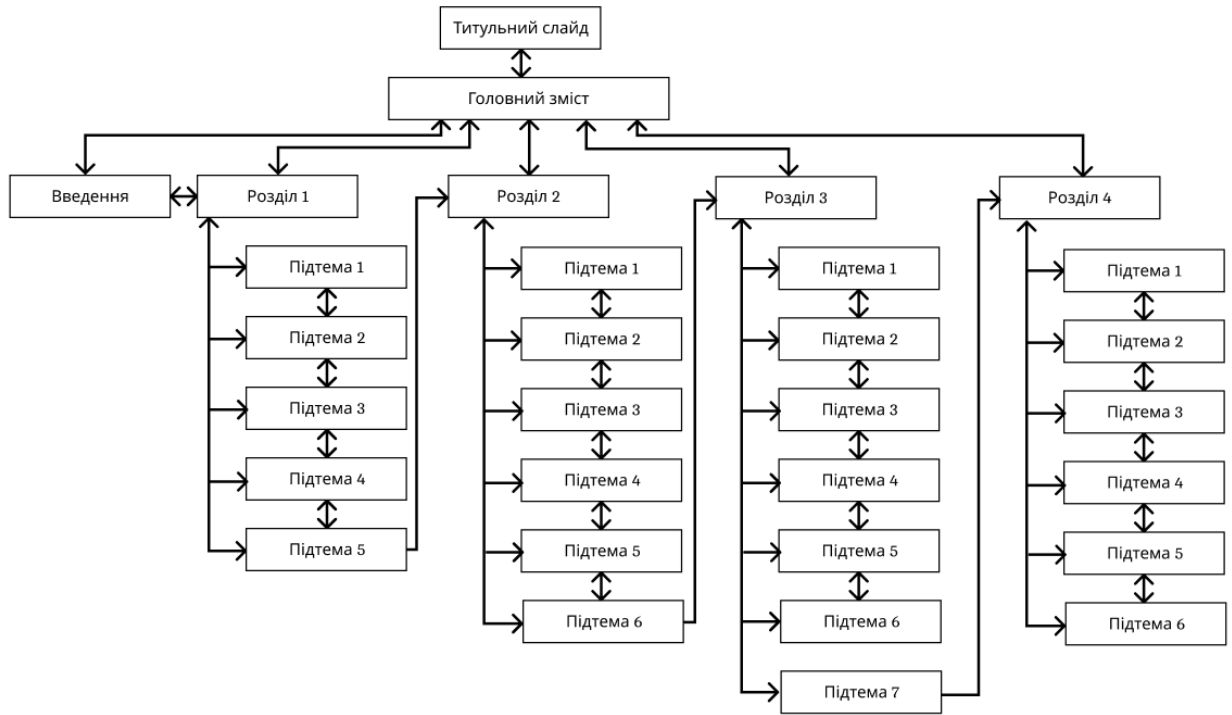 Титульний слайд
Головний зміст
Введення
Розділ 1
Розділ 2
Розділ 3
Розділ 4
Підтема 1
Підтема 2
Підтема 3
Підтема 4
Підтема 5
Підтема 1
Підтема 2
Підтема 3
Підтема 4
Підтема 5
Підтема 6
Підтема 1
Підтема 2
Підтема 3
Підтема 4
Підтема 5
Підтема 6
Підтема 7
Підтема 1
Підтема 2
Підтема 3
Підтема 4
Підтема 5
Підтема 6